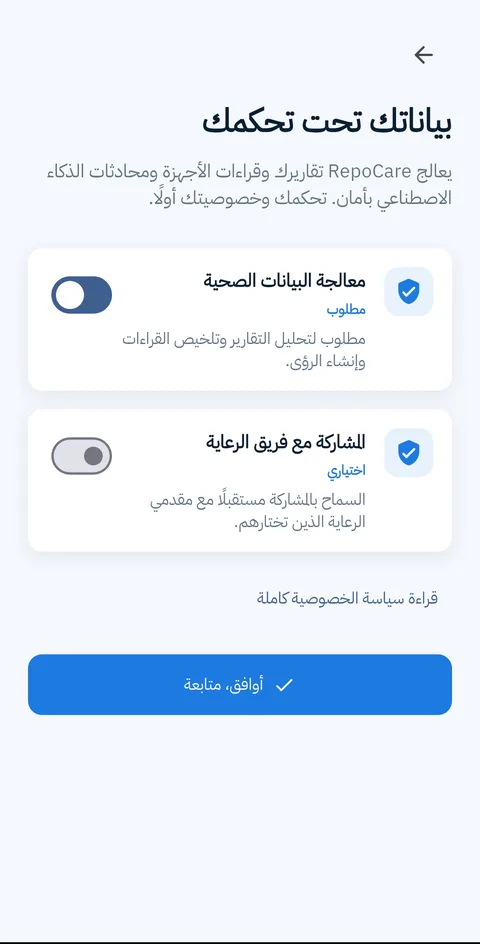 بياناتك تحت تحكمك
يعالج RepoCare تقاريرك وقراءات الأجهزة ومحادثات الذكاء
الاصطناعي بأمان. تحكمك وخصوصيتك أولًا.
معالجة البيانات الصحية
مطلوب
مطلوب لتحليل التقارير وتلخيص القراءات
وإنشاء الرؤى.
المشاركة مع فريق الرعاية
اختياري
السماح بالمشاركة مستقبلًا مع مقدمي
الرعاية الذين تختارهم.
قراءة سياسة الخصوصية كاملة
أوافق، متابعة